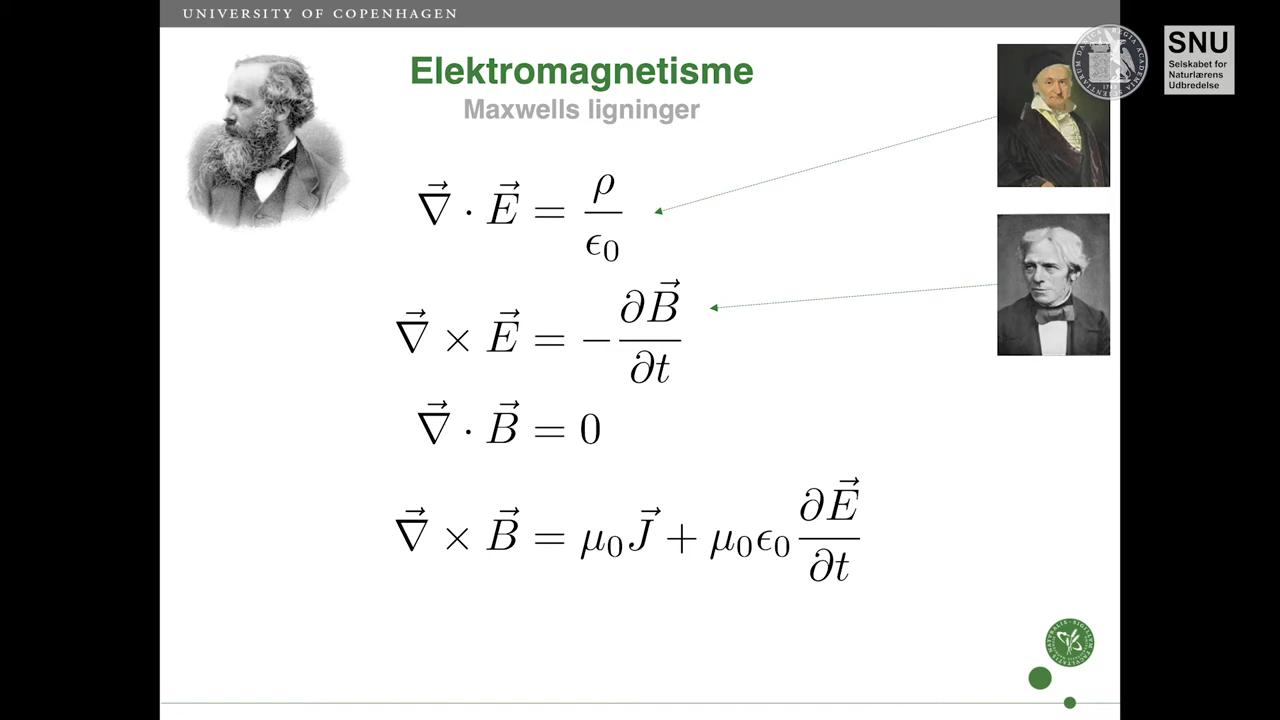 UNIVERSITY OF COPENHAGEN
SNU
Selskabet for
Naturlærens
Udbredelse
Elektromagnetisme
Maxwells ligninger
∇⃗ · E⃗ = ρ/ϵ₀
∇⃗ × E⃗ = −∂B⃗/∂t
∇⃗ · B⃗ = 0
∇⃗ × B⃗ = μ₀J⃗ + μ₀ϵ₀ ∂E⃗/∂t